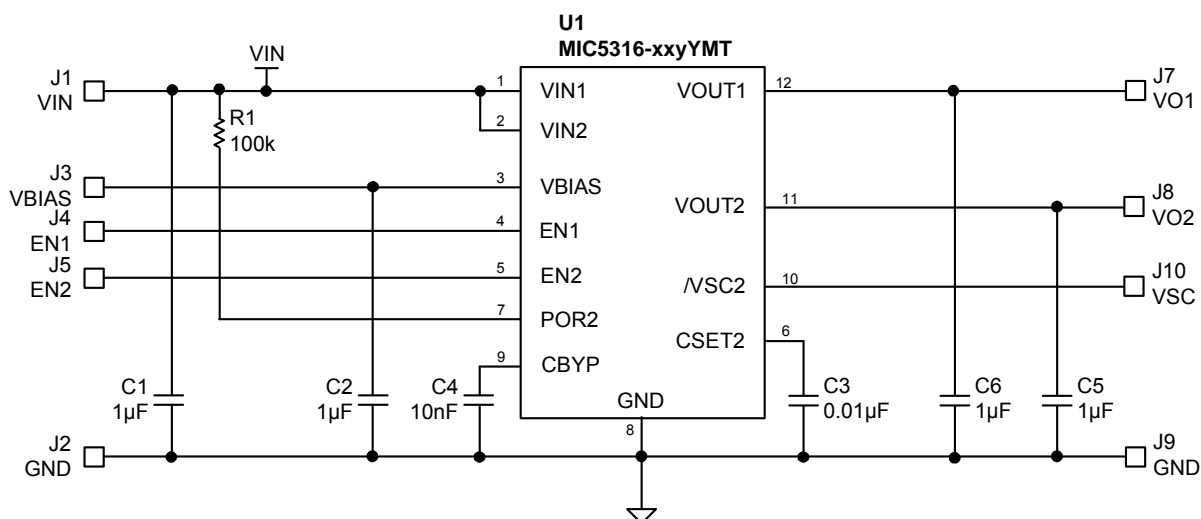 U1
MIC5316-xxyYMT
VIN
J1
VIN
1
VIN1
VOUT1
12
J7
VO1
R1
100k
2
VIN2
J3
VBIAS
3
VBIAS
J4
EN1
4
EN1
VOUT2
11
J8
VO2
J5
EN2
5
EN2
/VSC2
10
J10
VSC
7
POR2
CSET2
6
9
CBYP
C1
1µF
C2
1µF
C4
10nF
GND
8
C3
0.01µF
C6
1µF
C5
1µF
J2
GND
J9
GND